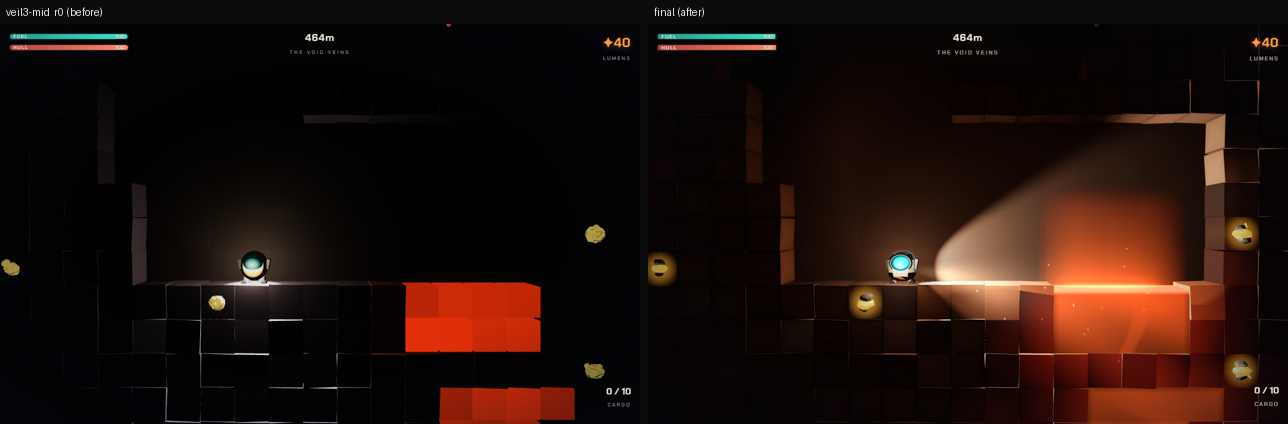 veil3-mid r0 (before)
FUEL 100
HULL 100
464m
THE VOID VEINS
✦40
LUMENS
0 / 10
CARGO
final (after)
FUEL 100
HULL 100
464m
THE VOID VEINS
✦40
LUMENS
0 / 10
CARGO